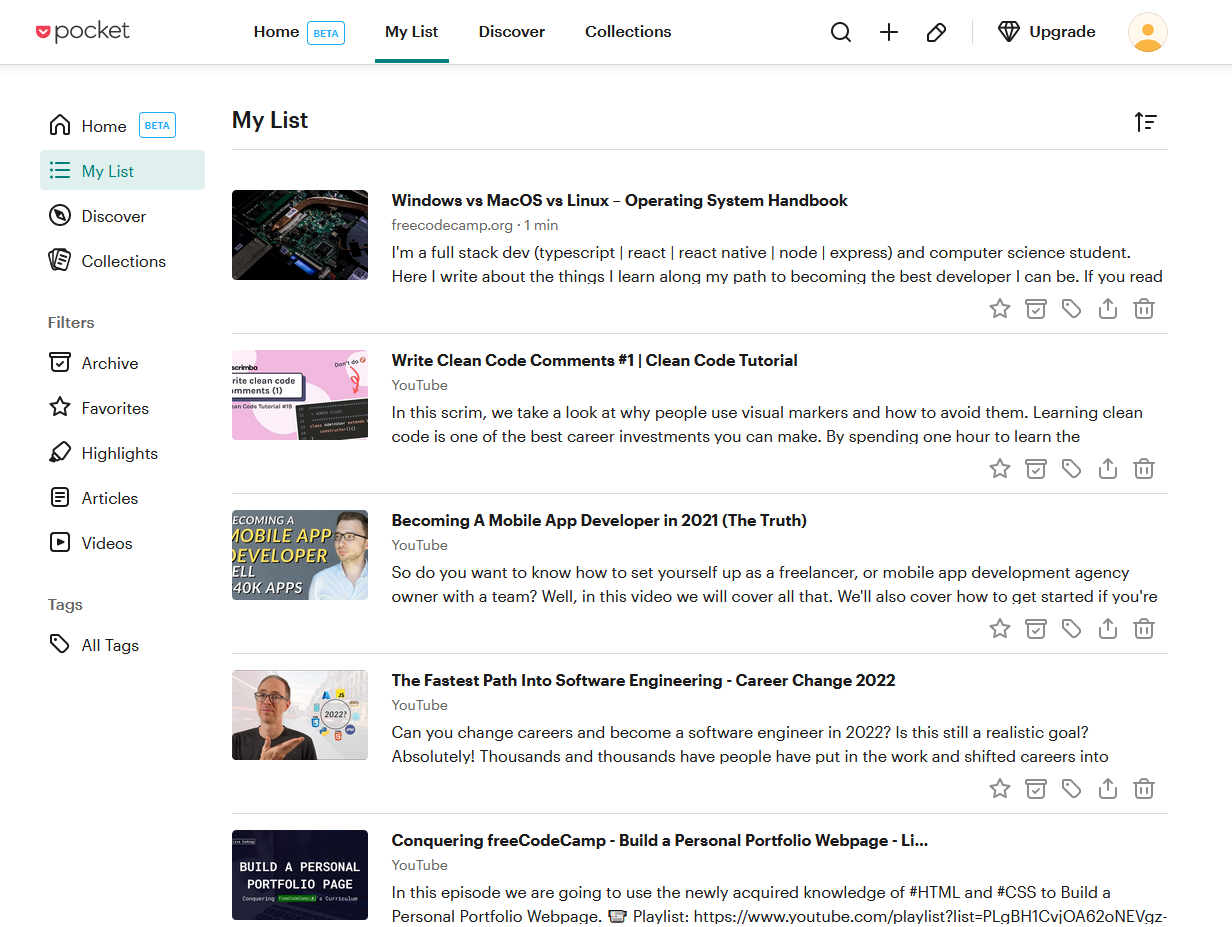 pocket
Home BETA My List Discover Collections Upgrade
Home BETA
My List
Discover
Collections
Filters
Archive
Favorites
Highlights
Articles
Videos
Tags
All Tags
My List
Windows vs MacOS vs Linux – Operating System Handbook
freecodecamp.org · 1 min
I'm a full stack dev (typescript | react | react native | node | express) and computer science student.
Here I write about the things I learn along my path to becoming the best developer I can be. If you read
scrimba
Don't do
rite clean code
omments (1)
ean Code Tutorial #19
class AdminUser extends
constructor(){
Write Clean Code Comments #1 | Clean Code Tutorial
YouTube
In this scrim, we take a look at why people use visual markers and how to avoid them. Learning clean
code is one of the best career investments you can make. By spending one hour to learn the
ECOMING A
MOBILE APP
DEVELOPER
ELL
40K APPS
Becoming A Mobile App Developer in 2021 (The Truth)
YouTube
So do you want to know how to set yourself up as a freelancer, or mobile app development agency
owner with a team? Well, in this video we will cover all that. We'll also cover how to get started if you're
JS
aws
2022?
php
The Fastest Path Into Software Engineering - Career Change 2022
YouTube
Can you change careers and become a software engineer in 2022? Is this still a realistic goal?
Absolutely! Thousands and thousands have people have put in the work and shifted careers into
Live Coding
BUILD A PERSONAL
PORTFOLIO PAGE
Conquering freeCodeCamp(🔥)'s Curriculum
Conquering freeCodeCamp - Build a Personal Portfolio Webpage - Li...
YouTube
In this episode we are going to use the newly acquired knowledge of #HTML and #CSS to Build a
Personal Portfolio Webpage. 📼 Playlist: https://www.youtube.com/playlist?list=PLgBH1CvjOA62oNEVgz-